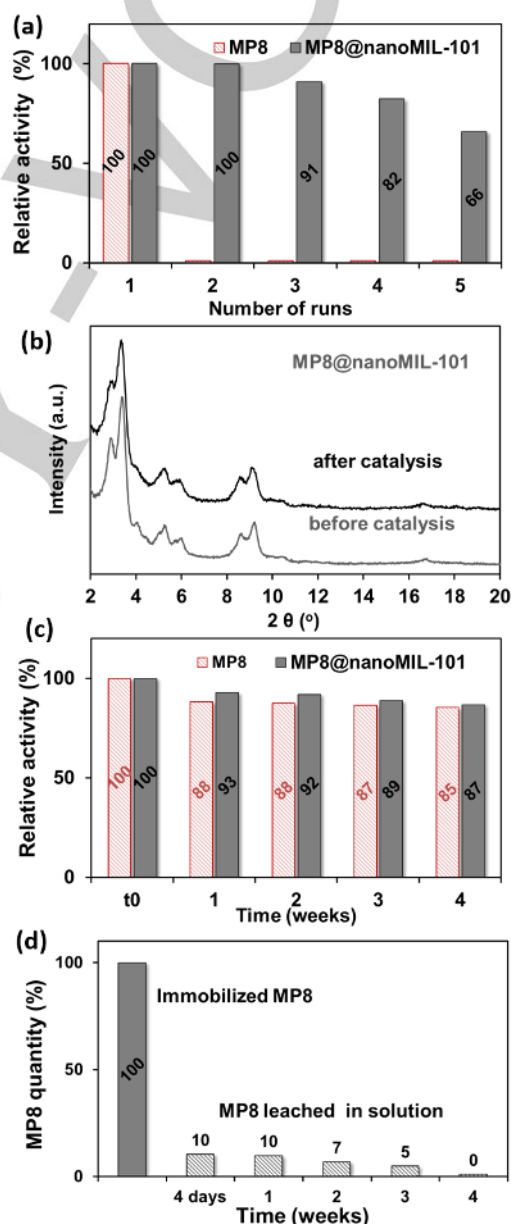 (a)
MP8 MP8@nanoMIL-101
Relative activity (%)
100
50
0
100 100 100 91 82 66
1 2 3 4 5
Number of runs
(b)
MP8@nanoMIL-101
Intensity (a.u.)
after catalysis
before catalysis
2 4 6 8 10 12 14 16 18 20
2 θ (º)
(c)
MP8 MP8@nanoMIL-101
Relative activity (%)
100
50
0
100 100 88 93 88 92 87 89 85 87
t0 1 2 3 4
Time (weeks)
(d)
MP8 quantity (%)
100
50
0
Immobilized MP8
100
MP8 leached in solution
10 10 7 5 0
4 days 1 2 3 4
Time (weeks)